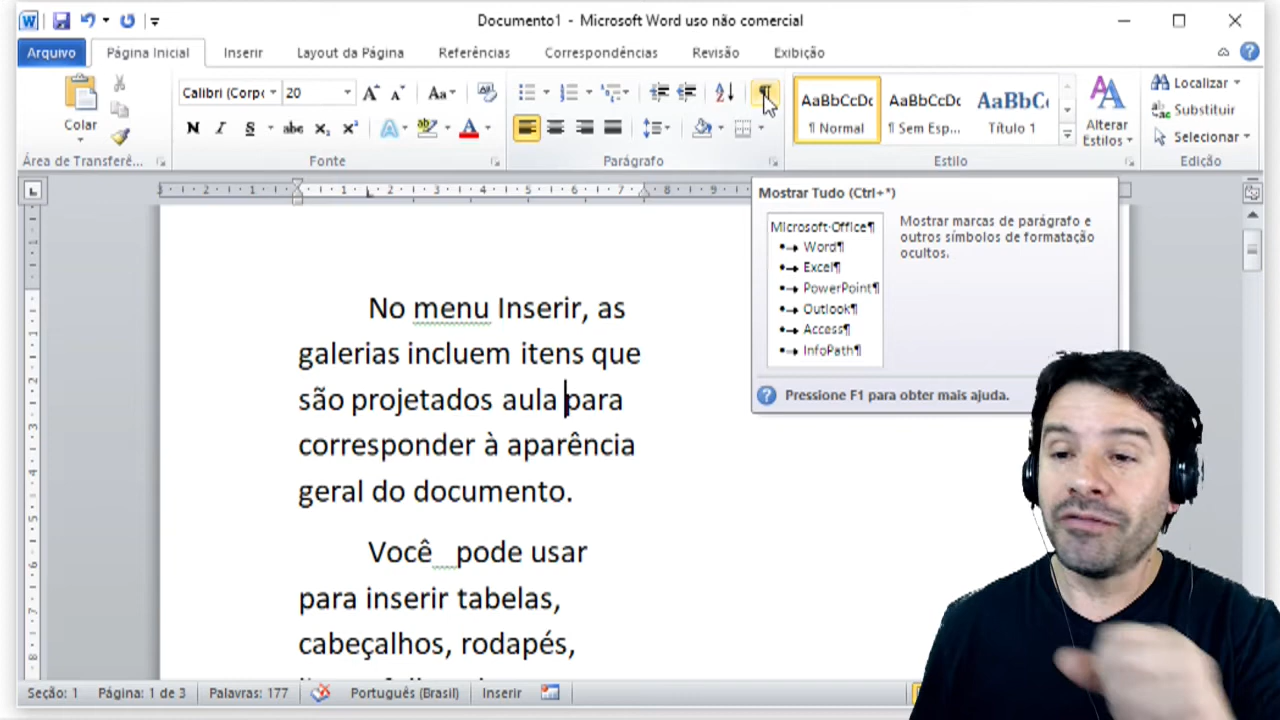 Documento1 - Microsoft Word uso não comercial
Arquivo Página Inicial Inserir Layout da Página Referências Correspondências Revisão Exibição
Colar
Calibri (Corpo 20
AaBbCcDc AaBbCcDc AaBbCc
¶ Normal ¶ Sem Esp... Título 1
Alterar Estilos
Localizar
Substituir
Selecionar
Área de Transferê... Fonte Parágrafo Estilo Edição
Mostrar Tudo (Ctrl+*)
Microsoft·Office¶
Word¶
Excel¶
PowerPoint¶
Outlook¶
Access¶
InfoPath¶
Mostrar marcas de parágrafo e
outros símbolos de formatação
ocultos.
Pressione F1 para obter mais ajuda.
No menu Inserir, as
galerias incluem itens que
são projetados aula para
corresponder à aparência
geral do documento.
Você pode usar
para inserir tabelas,
cabeçalhos, rodapés,
Seção: 1 Página: 1 de 3 Palavras: 177 Português (Brasil) Inserir